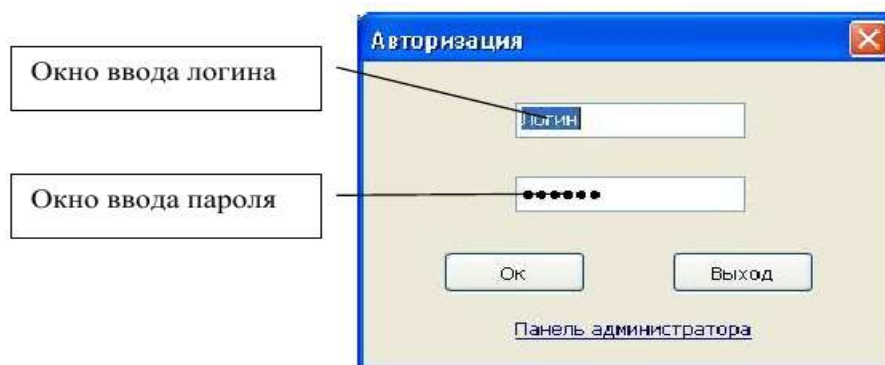 Авторизация
Окно ввода логина
Логин
Окно ввода пароля
••••••
Ок
Выход
Панель администратора